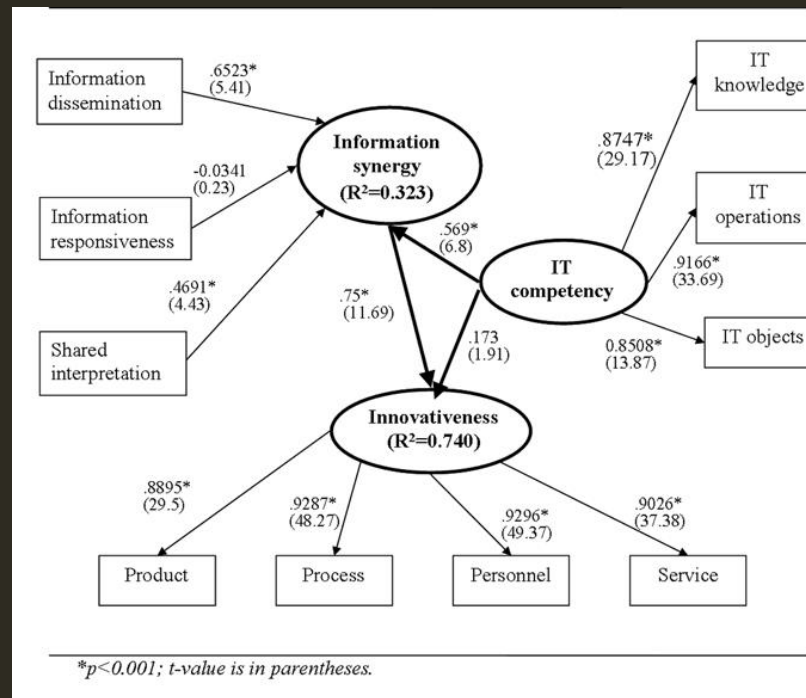 Information
dissemination
.6523*
(5.41)
Information
synergy
(R²=0.323)
IT
knowledge
.8747*
(29.17)
-0.0341
(0.23)
Information
responsiveness
IT
operations
.569*
(6.8)
.9166*
(33.69)
IT
competency
.4691*
(4.43)
.75*
(11.69)
.173
(1.91)
0.8508*
(13.87)
IT objects
Shared
interpretation
Innovativeness
(R²=0.740)
.8895*
(29.5)
.9287*
(48.27)
.9296*
(49.37)
.9026*
(37.38)
Product
Process
Personnel
Service
*p<0.001; t-value is in parentheses.